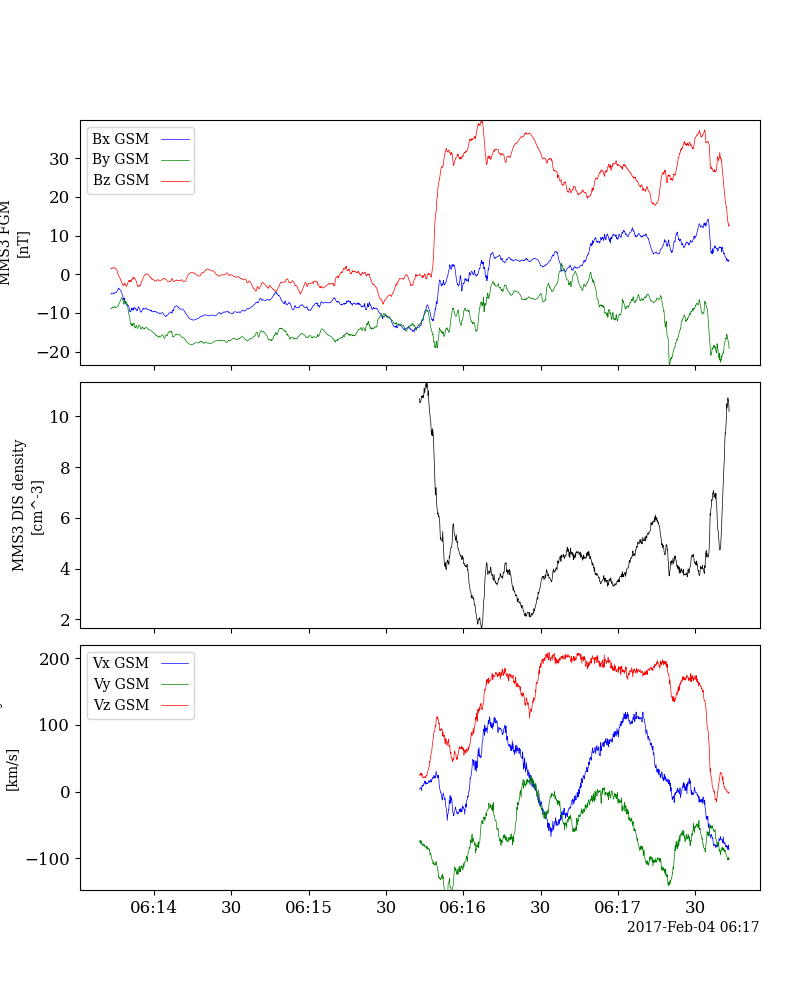 MMS3 FGM
[nT]
Bx GSM
By GSM
Bz GSM
30
20
10
0
−10
−20
MMS3 DIS density
[cm^-3]
10
8
6
4
2
[km/s]
Vx GSM
Vy GSM
Vz GSM
200
100
0
−100
06:14 30 06:15 30 06:16 30 06:17 30
2017-Feb-04 06:17